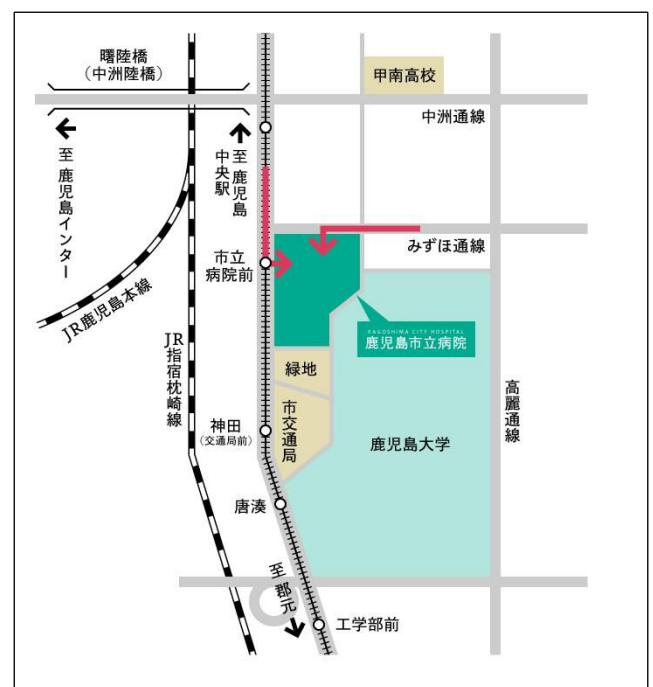 曙陸橋
(中洲陸橋)
甲南高校
中洲通線
至 鹿児島インター
至 鹿児島
中央駅
みずほ通線
市立
病院前
JR鹿児島本線
KAGOSHIMA CITY HOSPITAL
鹿児島市立病院
JR指宿枕崎線
緑地
高麗通線
市交通局
神田
(交通局前)
鹿児島大学
唐湊
至 郡元
工学部前